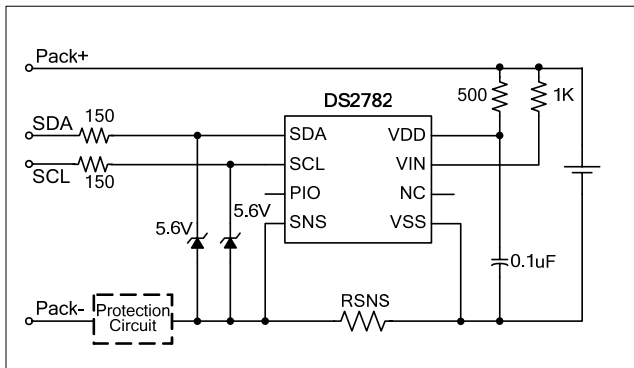 Pack+
500
1K
DS2782
SDA
150
SCL
150
SDA
VDD
SCL
VIN
PIO
NC
SNS
VSS
5.6V
5.6V
0.1uF
RSNS
Pack-
Protection
Circuit